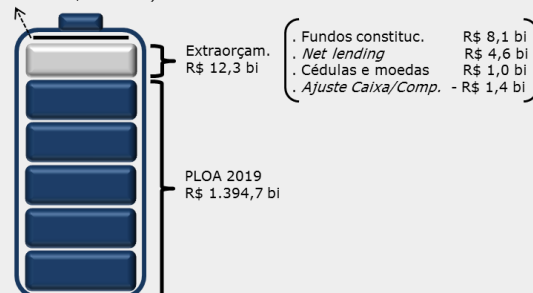 Extraorçam.
R$ 12,3 bi
. Fundos constituc. R$ 8,1 bi
. Net lending R$ 4,6 bi
. Cédulas e moedas R$ 1,0 bi
. Ajuste Caixa/Comp. - R$ 1,4 bi
PLOA 2019
R$ 1.394,7 bi